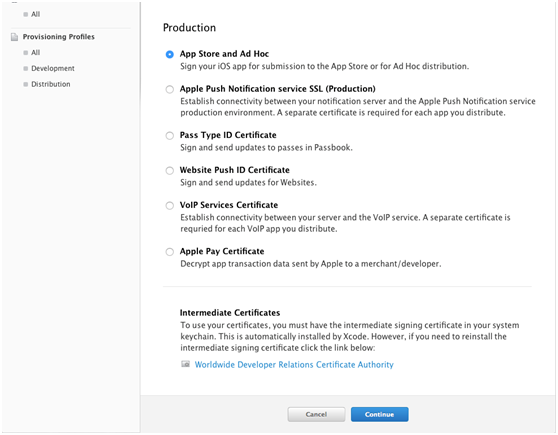 All
Provisioning Profiles
All
Development
Distribution
Production
App Store and Ad Hoc
Sign your iOS app for submission to the App Store or for Ad Hoc distribution.
Apple Push Notification service SSL (Production)
Establish connectivity between your notification server and the Apple Push Notification service
production environment. A separate certificate is required for each app you distribute.
Pass Type ID Certificate
Sign and send updates to passes in Passbook.
Website Push ID Certificate
Sign and send updates for Websites.
VoIP Services Certificate
Establish connectivity between your server and the VoIP service. A separate certificate is
requried for each VoIP app you distribute.
Apple Pay Certificate
Decrypt app transaction data sent by Apple to a merchant/developer.
Intermediate Certificates
To use your certificates, you must have the intermediate signing certificate in your system
keychain. This is automatically installed by Xcode. However, if you need to reinstall the
intermediate signing certificate click the link below:
Worldwide Developer Relations Certificate Authority
Cancel
Continue